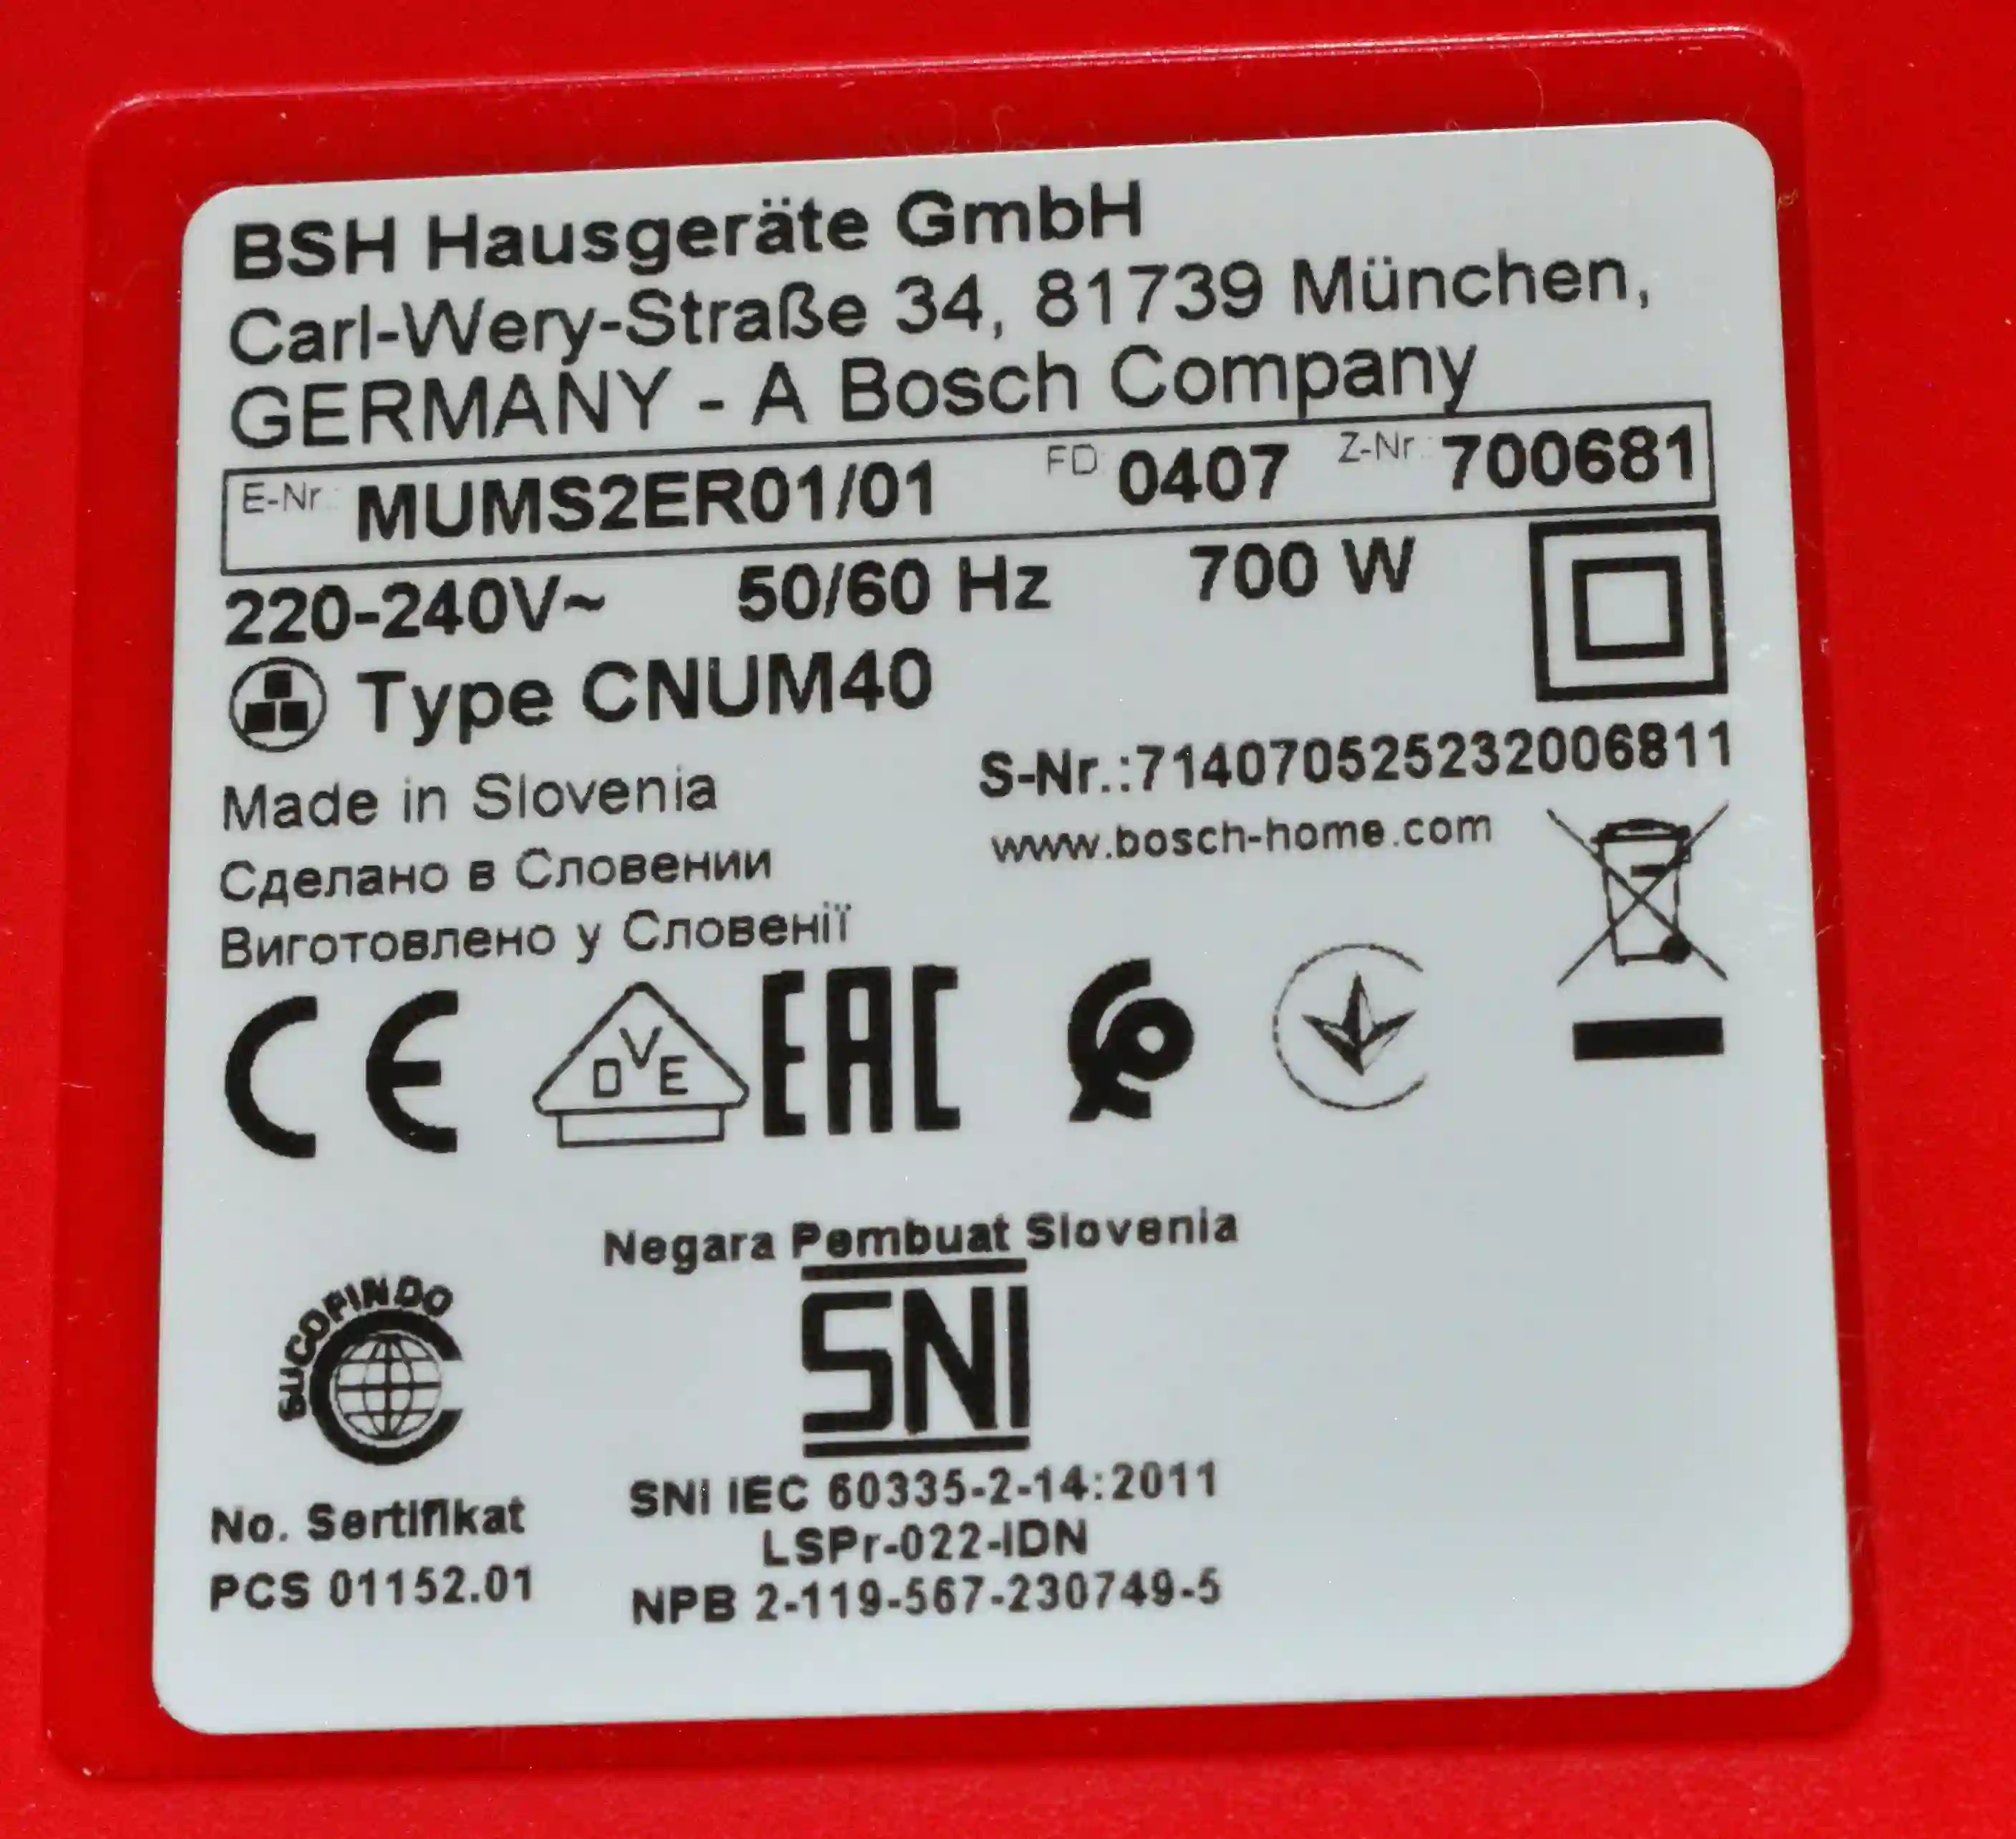 BSH Hausgeräte GmbH
Carl-Wery-Straße 34, 81739 München,
GERMANY - A Bosch Company
E-Nr.: MUMS2ER01/01 FD: 0407 Z-Nr.: 700681
220-240V~ 50/60 Hz 700 W
Type CNUM40
S-Nr.:714070525232006811
Made in Slovenia
www.bosch-home.com
Сделано в Словении
Виготовлено у Словенії
CE DVE EAC
Negara Pembuat Slovenia
SUCOFINDO
SNI
No. Sertifikat
PCS 01152.01
SNI IEC 60335-2-14:2011
LSPr-022-IDN
NPB 2-119-567-230749-5